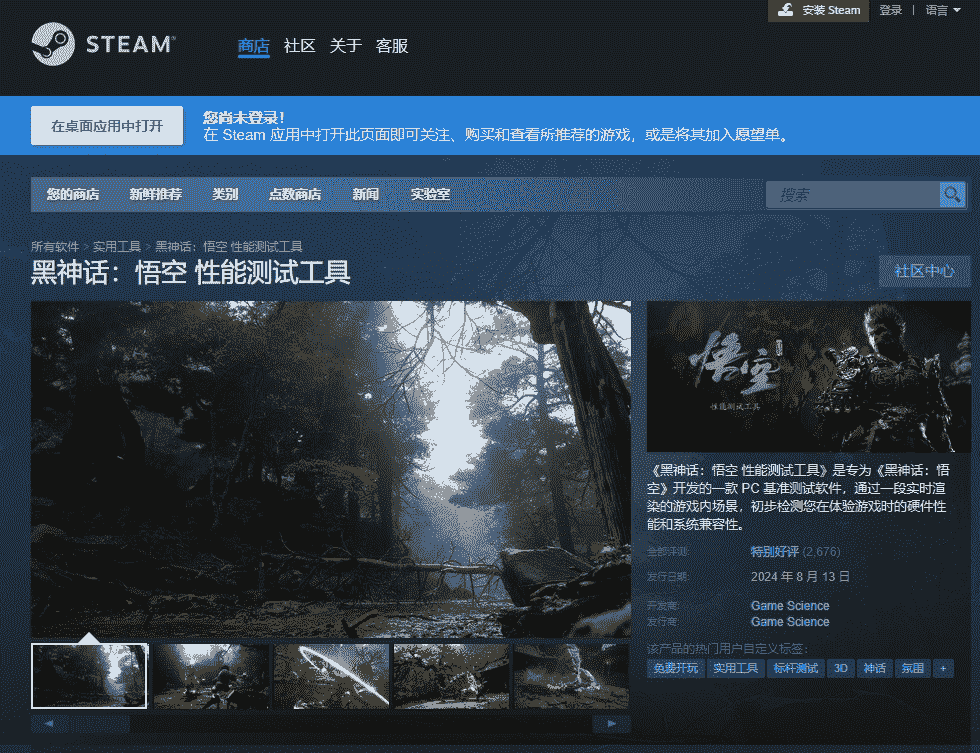 安装 Steam
登录 | 语言
STEAM
商店 社区 关于 客服
在桌面应用中打开
您尚未登录！
在 Steam 应用中打开此页面即可关注、购买和查看所推荐的游戏，或是将其加入愿望单。
您的商店 新鲜推荐 类别 点数商店 新闻 实验室
搜索
所有软件 > 实用工具 > 黑神话：悟空 性能测试工具
黑神话：悟空 性能测试工具
社区中心
悟空
性能测试工具
《黑神话：悟空 性能测试工具》是专为《黑神话：悟
空》开发的一款 PC 基准测试软件，通过一段实时渲
染的游戏内场景，初步检测您在体验游戏时的硬件性
能和系统兼容性。
全部评测: 特别好评 (2,676)
发行日期: 2024 年 8 月 13 日
开发商: Game Science
发行商: Game Science
该产品的热门用户自定义标签：
免费开玩 实用工具 标杆测试 3D 神话 氛围 +